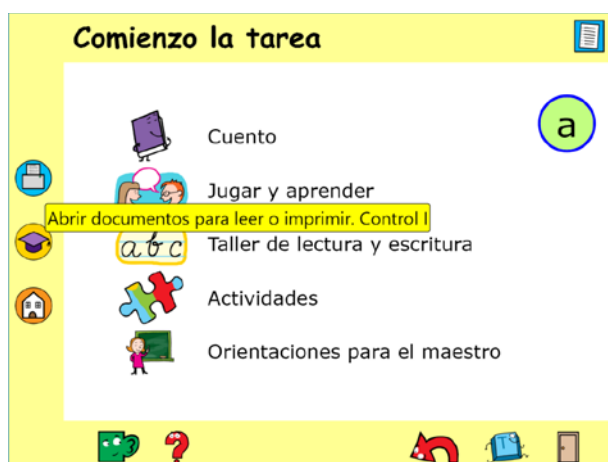 Comienzo la tarea
Cuento
a
Jugar y aprender
Abrir documentos para leer o imprimir. Control I
abc Taller de lectura y escritura
Actividades
Orientaciones para el maestro
T